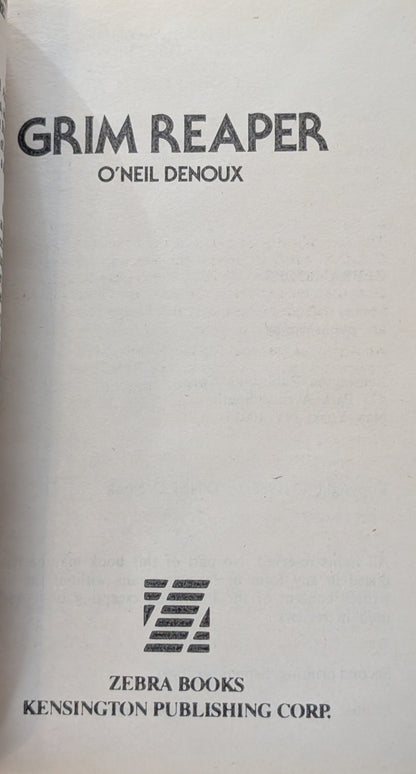 GRIM REAPER
O'NEIL DENOUX
ZEBRA BOOKS
KENSINGTON PUBLISHING CORP.